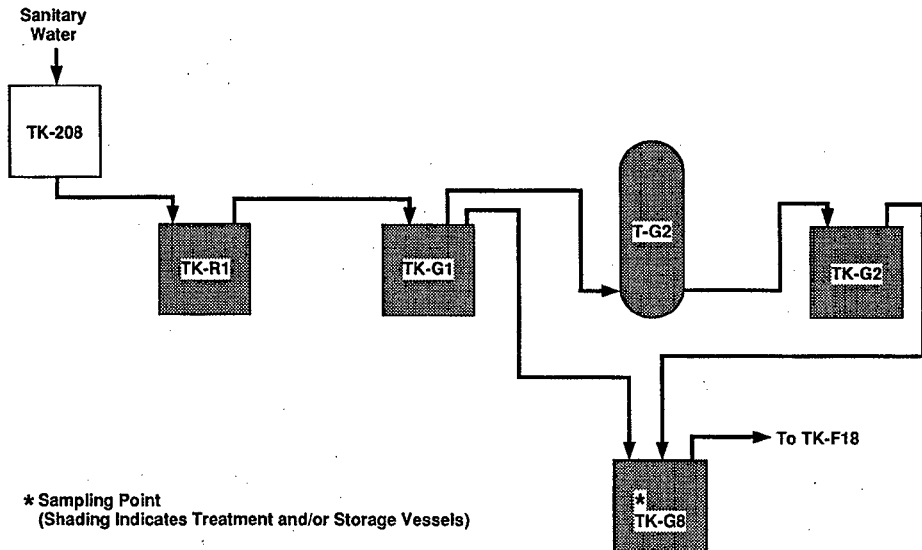 Sanitary
Water
TK-208
TK-R1
TK-G1
T-G2
TK-G2
To TK-F18
*
TK-G8
* Sampling Point
(Shading Indicates Treatment and/or Storage Vessels)